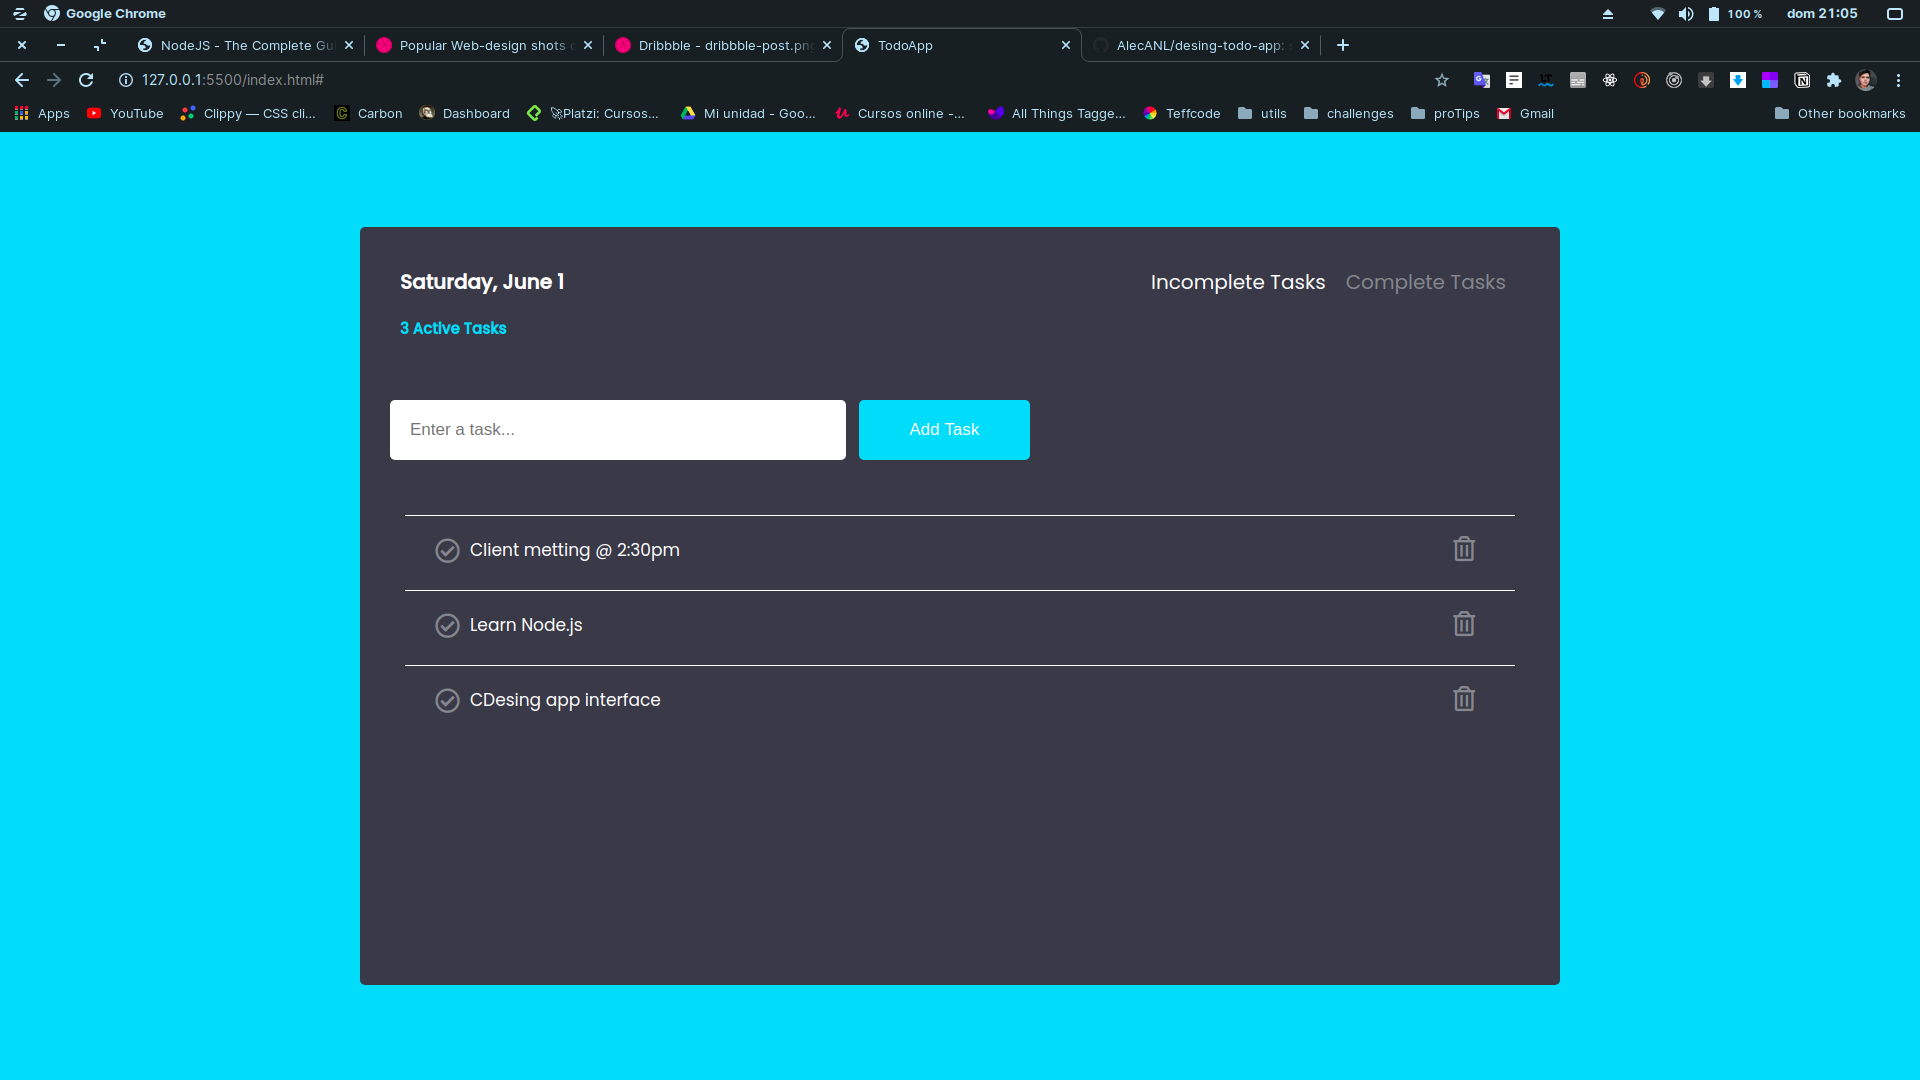 Google Chrome
100%
dom 21:05
NodeJS - The Complete Gu
Popular Web-design shots
Dribbble - dribbble-post.png
TodoApp
AlecANL/desing-todo-app:
127.0.0.1:5500/index.html#
Apps
YouTube
Clippy — CSS cli...
Carbon
Dashboard
🚀Platzi: Cursos...
Mi unidad - Goo...
Cursos online -...
All Things Tagge...
Teffcode
utils
challenges
proTips
Gmail
Other bookmarks
Saturday, June 1
Incomplete Tasks
Complete Tasks
3 Active Tasks
Enter a task...
Add Task
Client metting @ 2:30pm
Learn Node.js
CDesing app interface